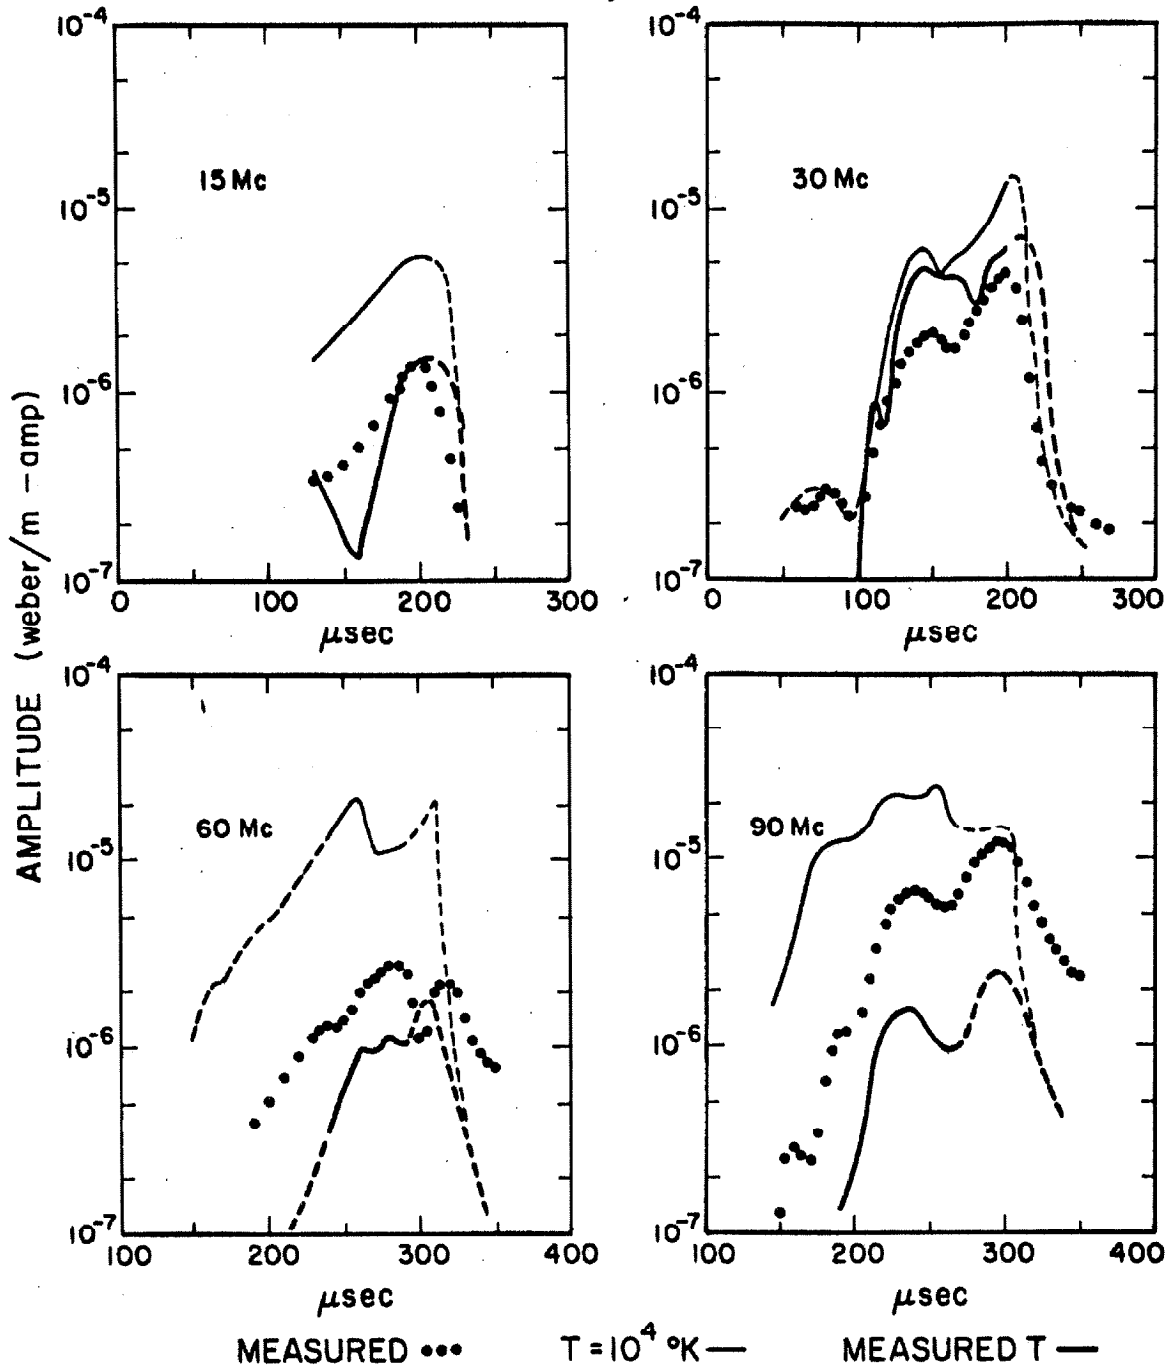 10⁻⁴
15 Mc
10⁻⁵
10⁻⁶
10⁻⁷
0 100 200 300
μsec
10⁻⁴
30 Mc
10⁻⁵
10⁻⁶
10⁻⁷
0 100 200 300
μsec
AMPLITUDE (weber/m -amp)
10⁻⁴
60 Mc
10⁻⁵
10⁻⁶
10⁻⁷
100 200 300 400
μsec
10⁻⁴
90 Mc
10⁻⁵
10⁻⁶
10⁻⁷
100 200 300 400
μsec
MEASURED ••• T = 10⁴ °K — MEASURED T —